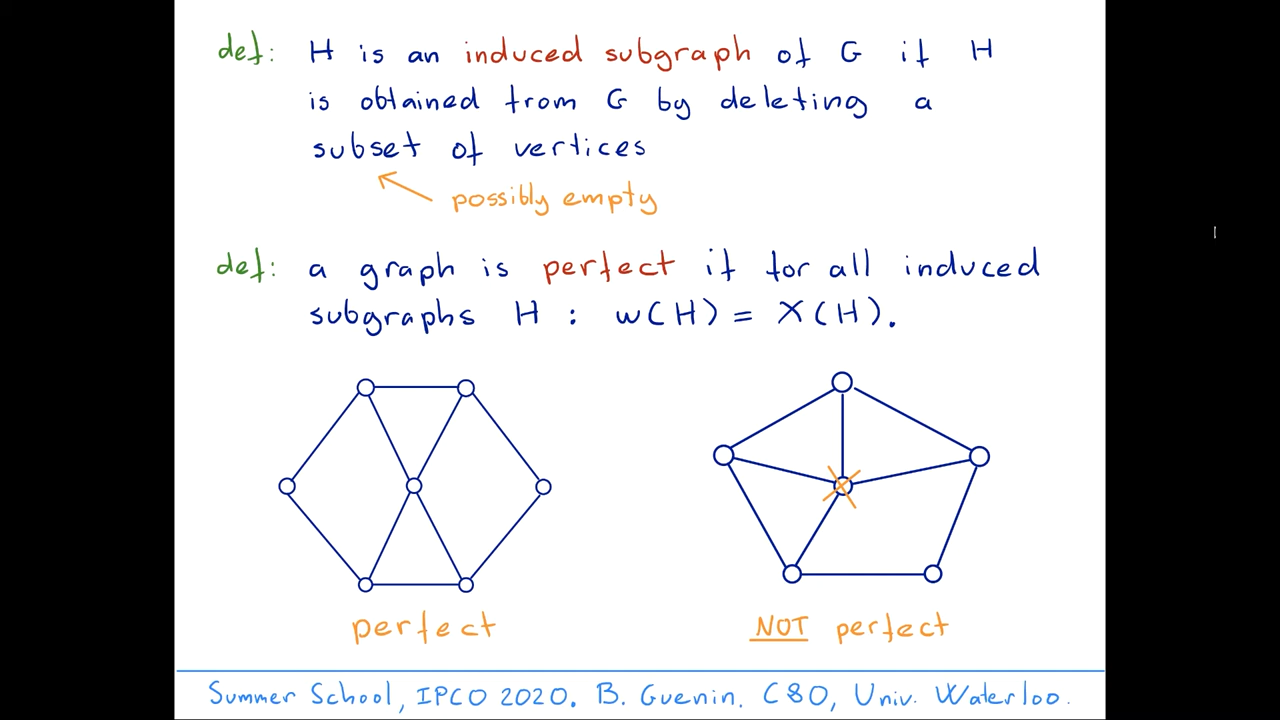 def: H is an induced subgraph of G if H
is obtained from G by deleting a
subset of vertices
possibly empty
def: a graph is perfect if for all induced
subgraphs H : ω(H) = χ(H).
perfect
NOT perfect
Summer School, IPCO 2020. B. Guenin. C&O, Univ. Waterloo.